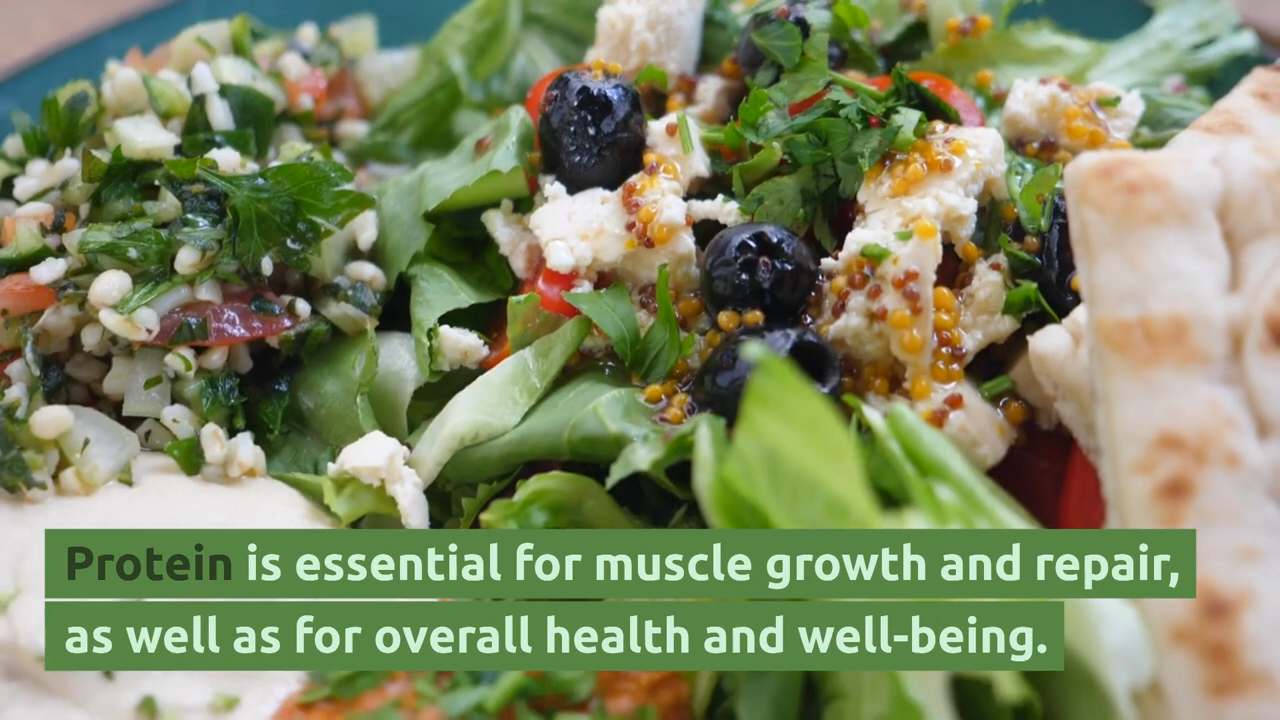 Protein is essential for muscle growth and repair,
as well as for overall health and well-being.